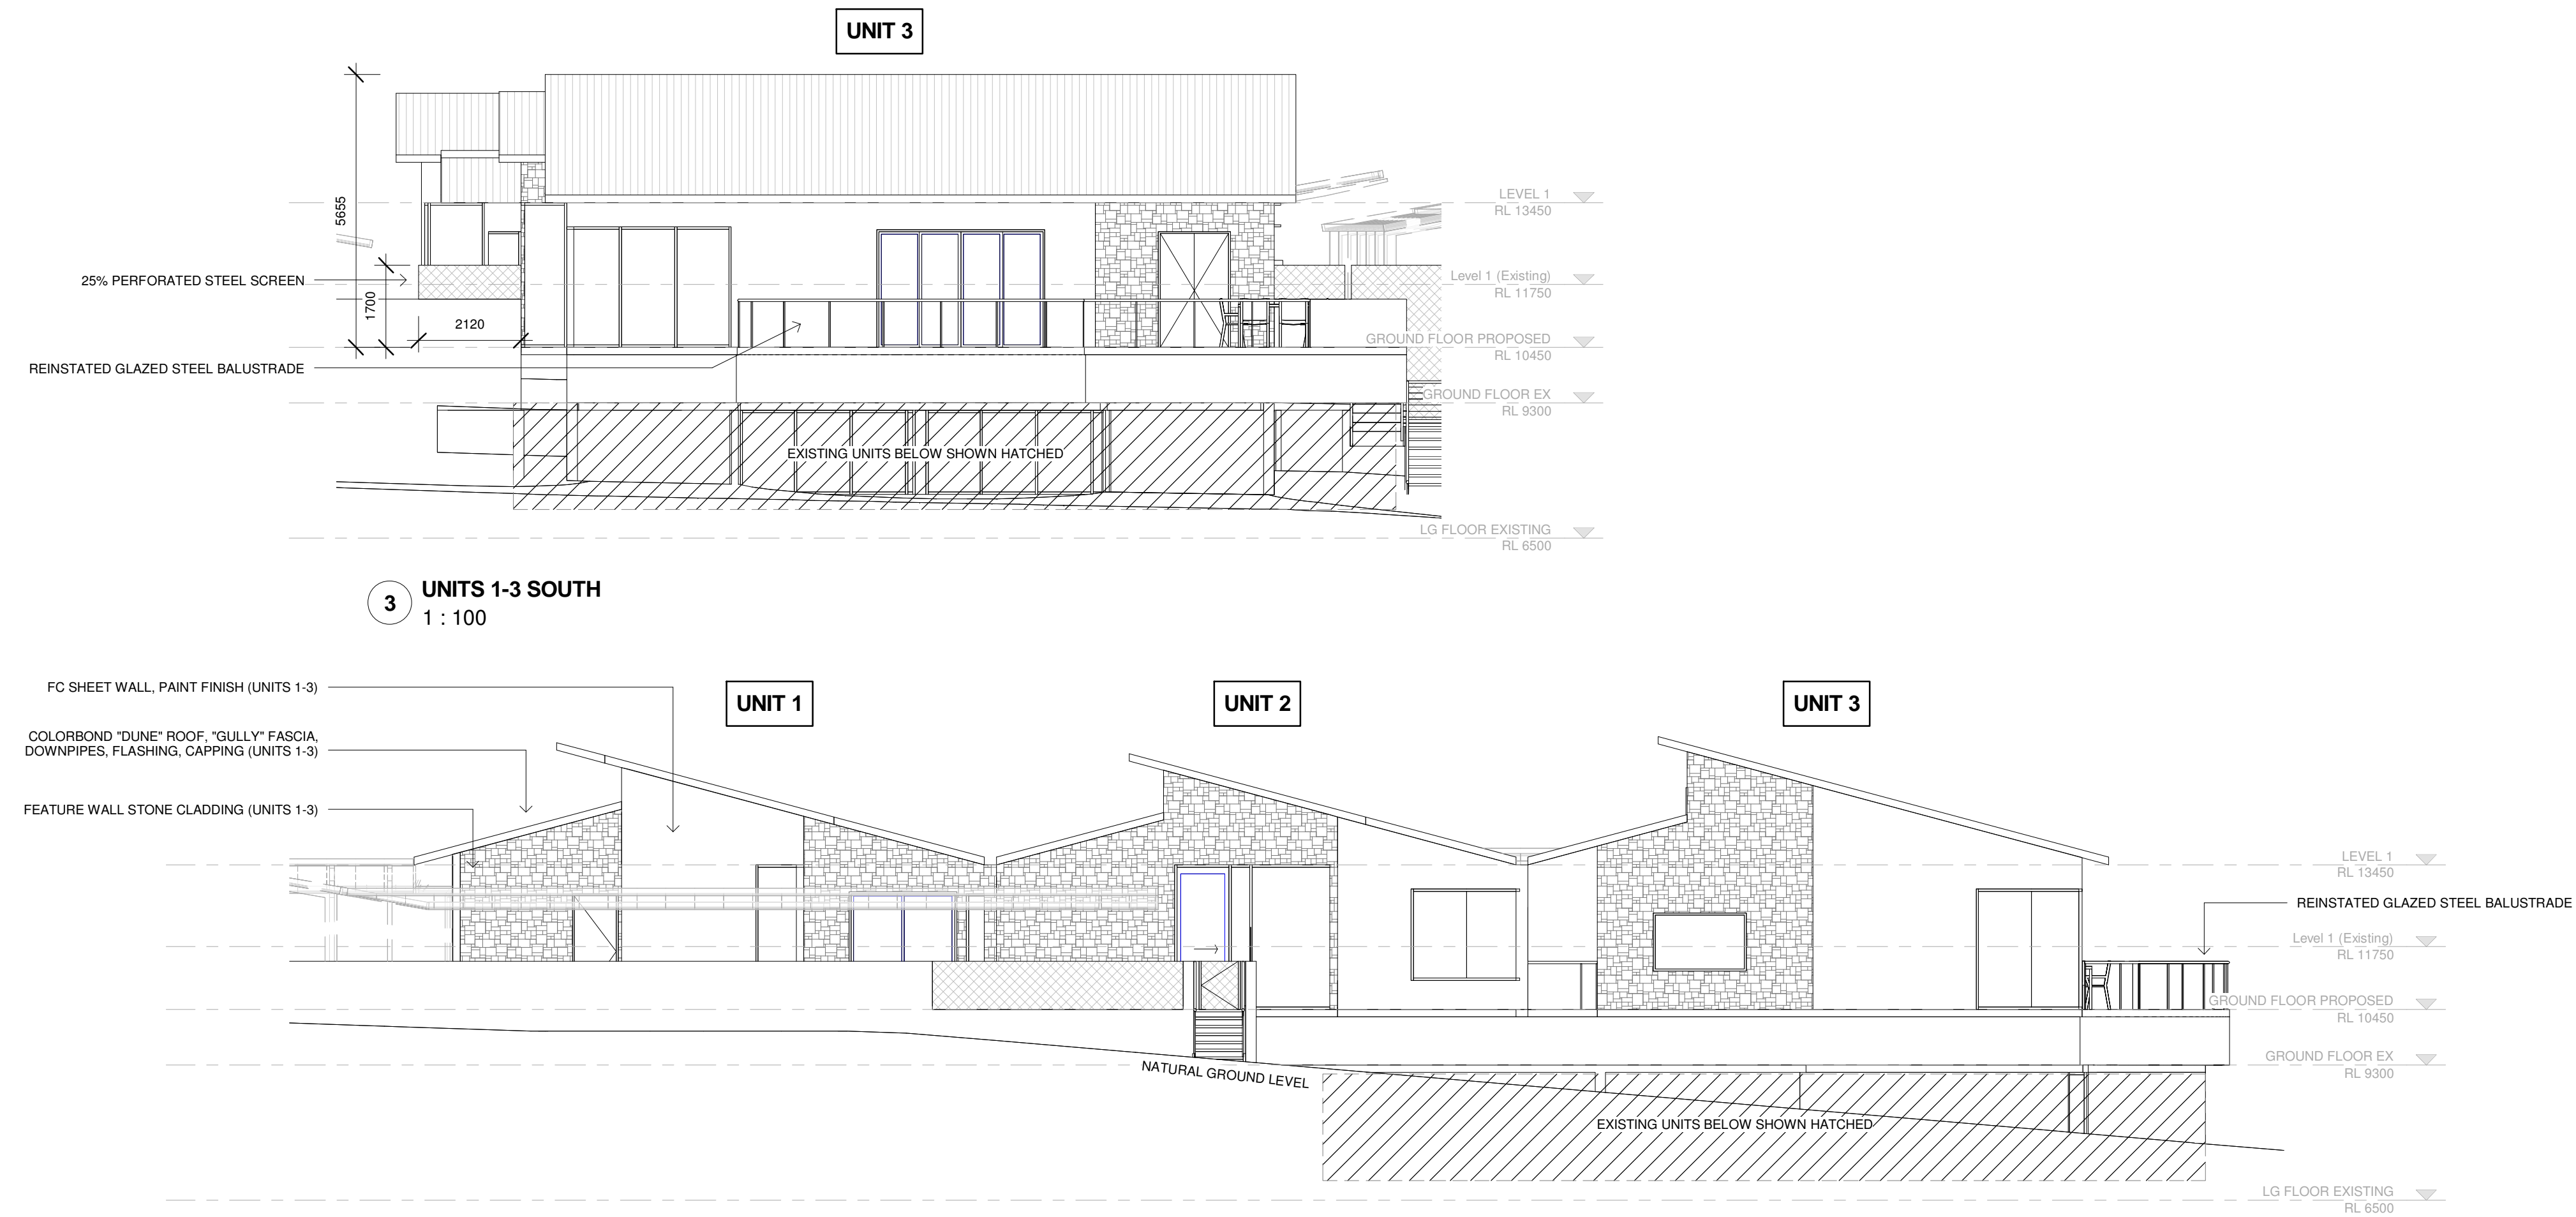 UNIT 3
5655
LEVEL 1
RL 13450
25% PERFORATED STEEL SCREEN
1700
2120
Level 1 (Existing)
RL 11750
GROUND FLOOR PROPOSED
RL 10450
REINSTATED GLAZED STEEL BALUSTRADE
GROUND FLOOR EX
RL 9300
EXISTING UNITS BELOW SHOWN HATCHED
LG FLOOR EXISTING
RL 6500
3
UNITS 1-3 SOUTH
1 : 100
FC SHEET WALL, PAINT FINISH (UNITS 1-3)
UNIT 1
UNIT 2
UNIT 3
COLORBOND "DUNE" ROOF, "GULLY" FASCIA,
DOWNPIPES, FLASHING, CAPPING (UNITS 1-3)
FEATURE WALL STONE CLADDING (UNITS 1-3)
LEVEL 1
RL 13450
REINSTATED GLAZED STEEL BALUSTRADE
Level 1 (Existing)
RL 11750
GROUND FLOOR PROPOSED
RL 10450
GROUND FLOOR EX
RL 9300
NATURAL GROUND LEVEL
EXISTING UNITS BELOW SHOWN HATCHED
LG FLOOR EXISTING
RL 6500